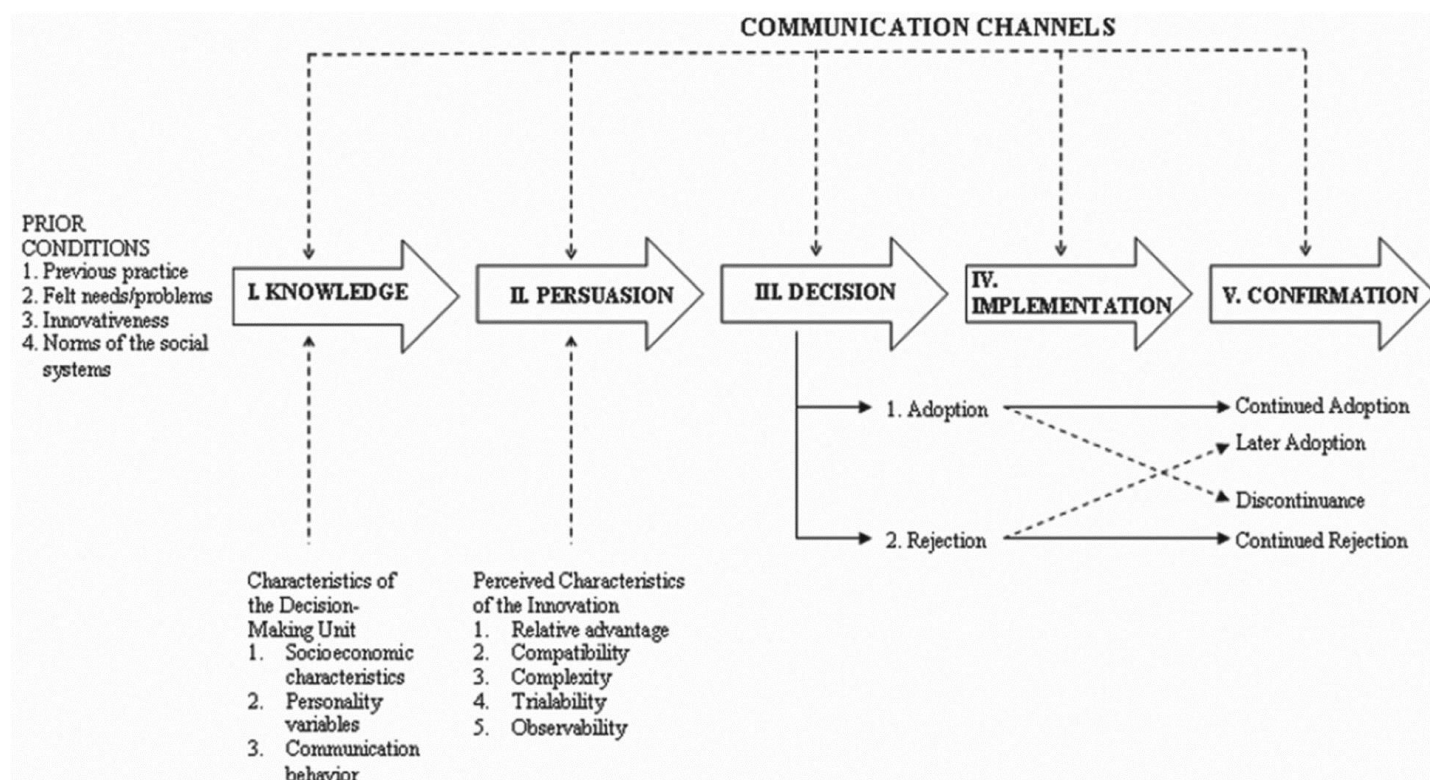 COMMUNICATION CHANNELS
PRIOR
CONDITIONS
1. Previous practice
2. Felt needs/problems
3. Innovativeness
4. Norms of the social
systems
I. KNOWLEDGE
II. PERSUASION
III. DECISION
IV.
IMPLEMENTATION
V. CONFIRMATION
1. Adoption
2. Rejection
Continued Adoption
Later Adoption
Discontinuance
Continued Rejection
Characteristics of
the Decision-
Making Unit
1. Socioeconomic
characteristics
2. Personality
variables
3. Communication
behavior
Perceived Characteristics
of the Innovation
1. Relative advantage
2. Compatibility
3. Complexity
4. Trialability
5. Observability